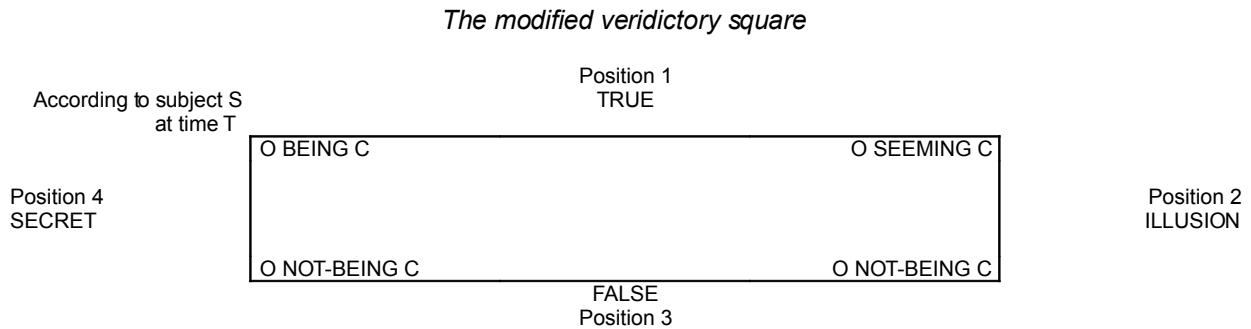 The modified veridictory square
Position 1
According to subject S TRUE
at time T
O BEING C O SEEMING C
Position 4 Position 2
SECRET ILLUSION
O NOT-BEING C O NOT-BEING C
FALSE
Position 3